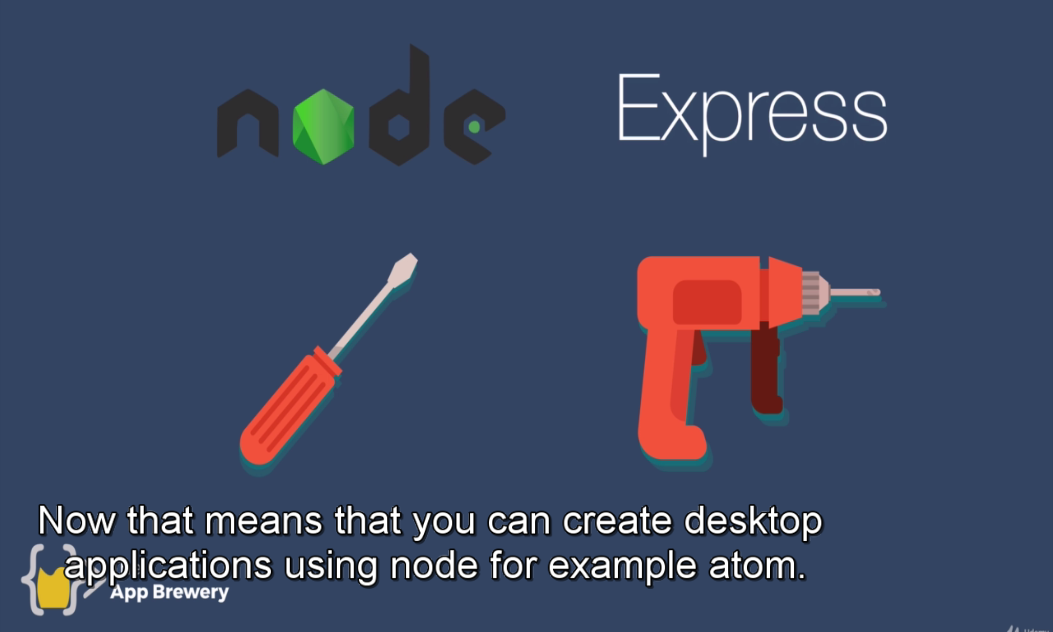 node
Express
Now that means that you can create desktop
applications using node for example atom.
App Brewery